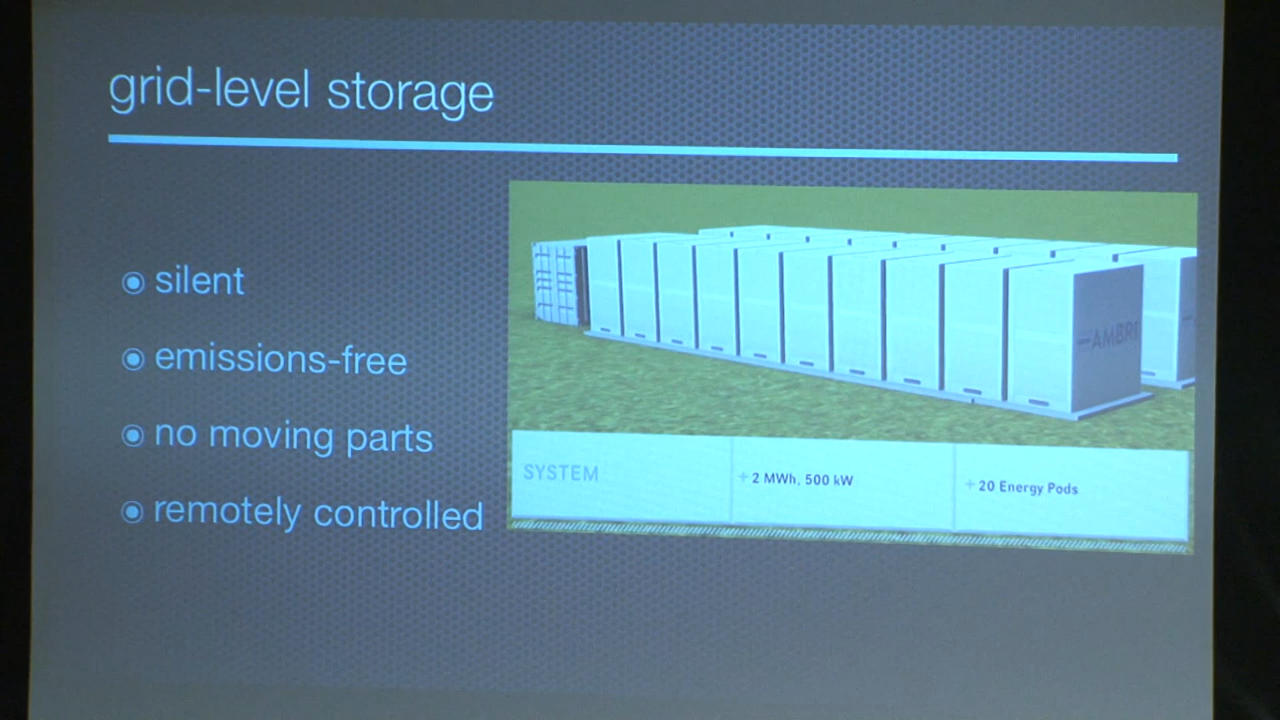 grid-level storage
silent
emissions-free
no moving parts
remotely controlled
AMBRI
SYSTEM
+ 2 MWh, 500 kW
+ 20 Energy Pods